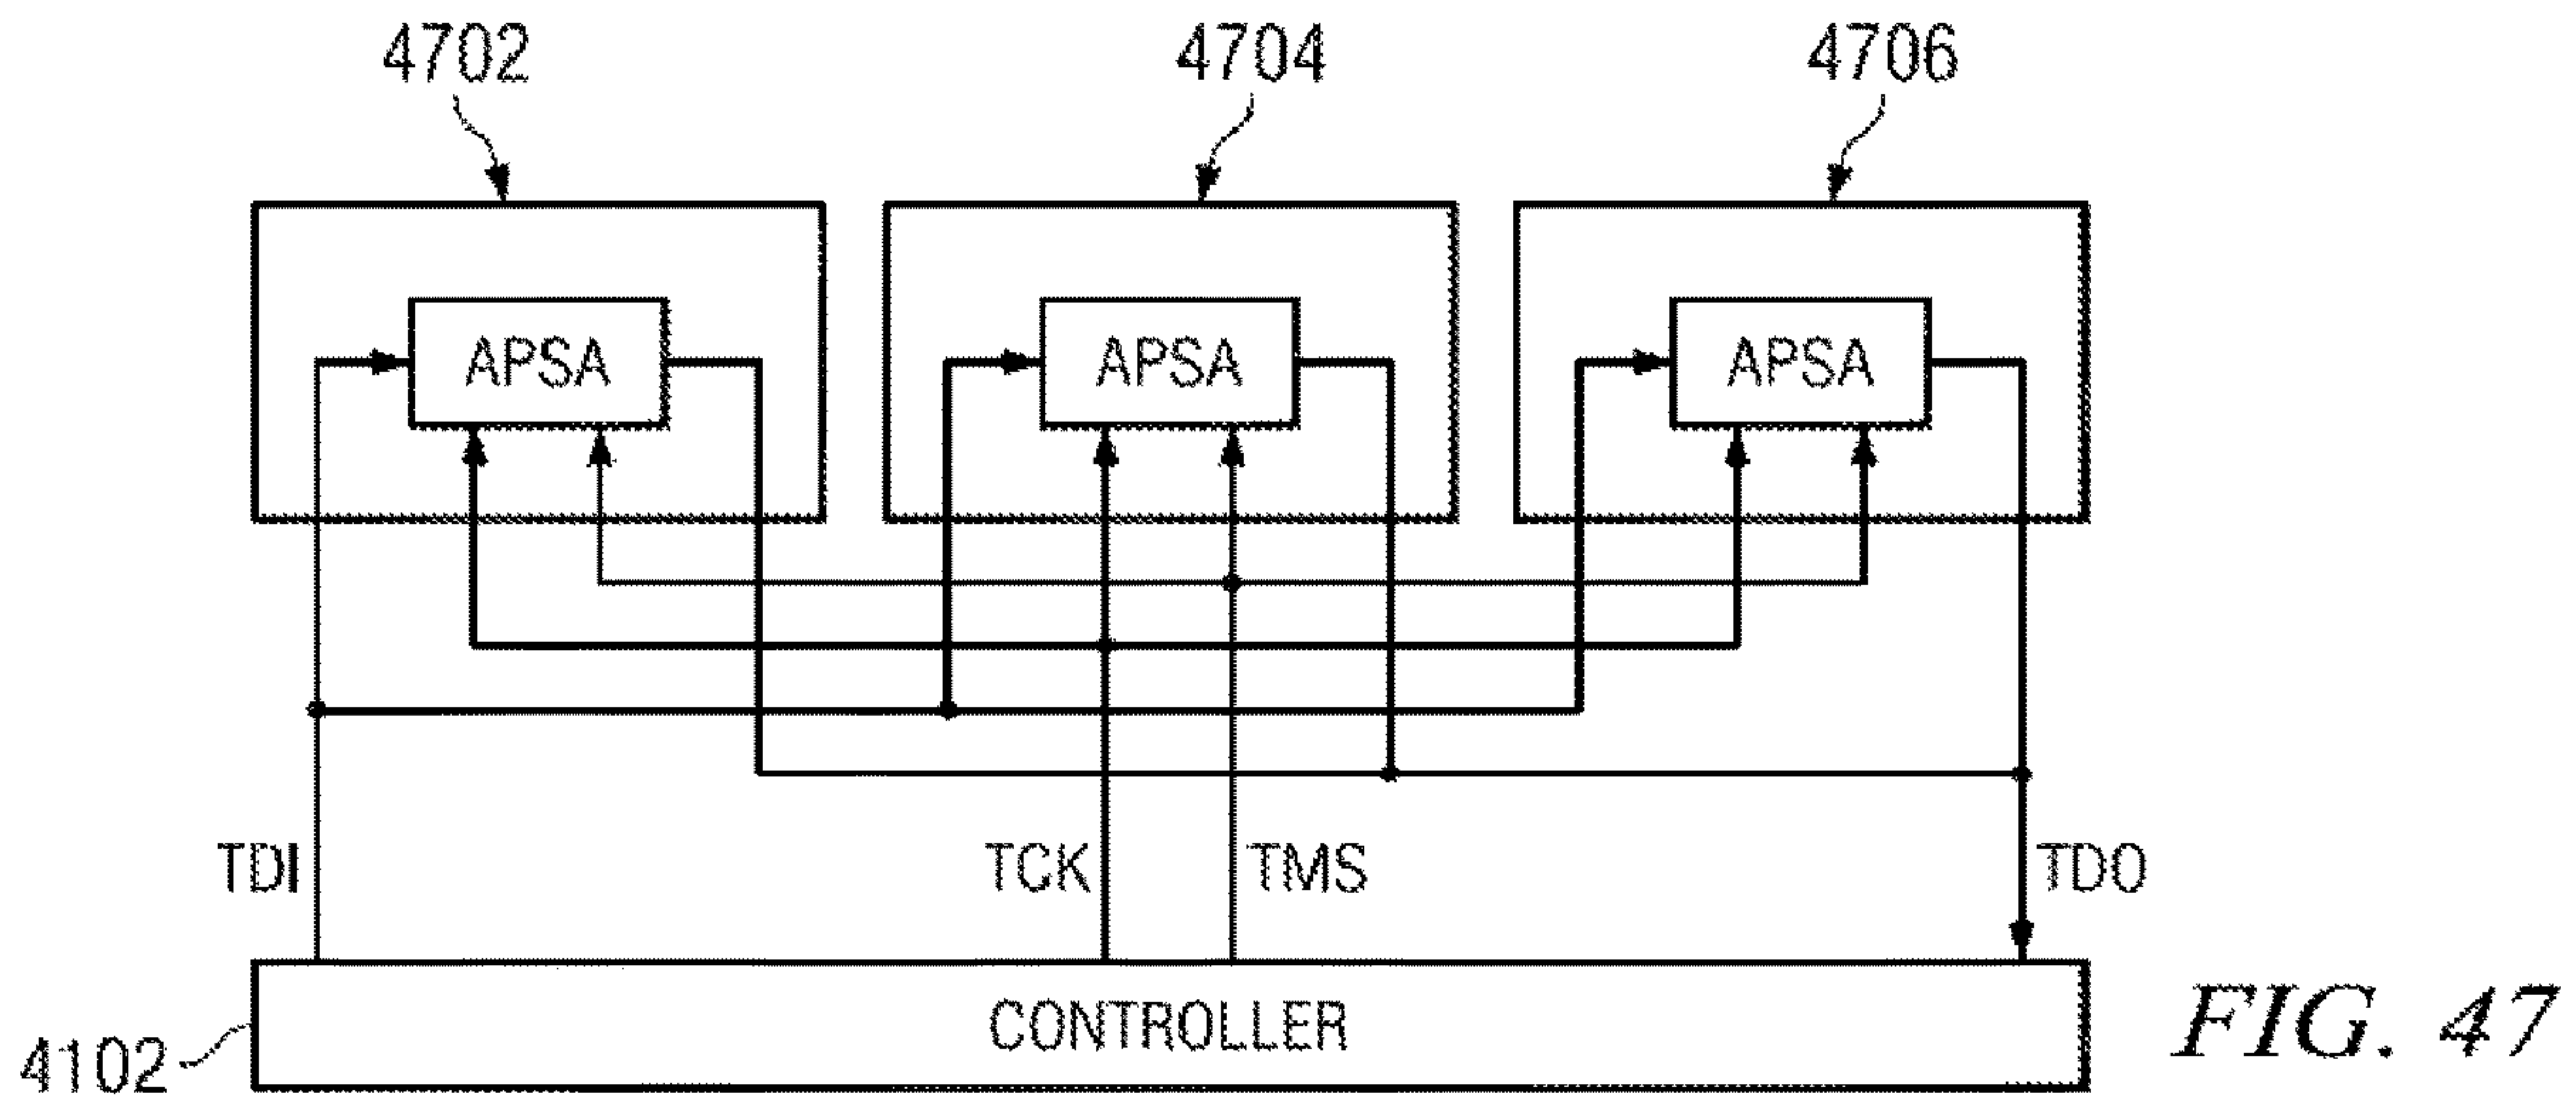 4702
4704
4706
APSA
APSA
APSA
TDI
TCK
TMS
TDO
CONTROLLER
4102
FIG. 47